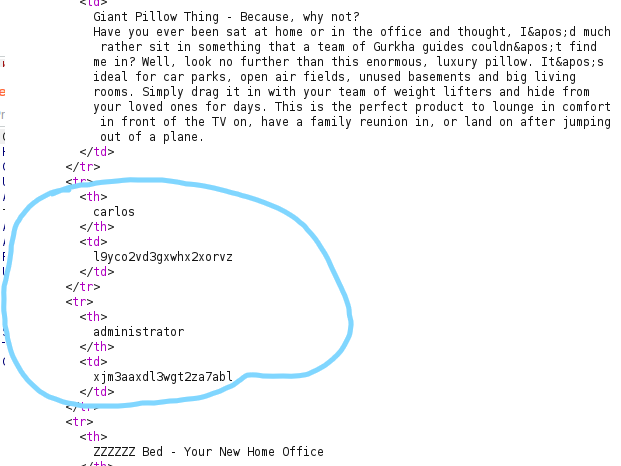 <td>
Giant Pillow Thing - Because, why not?
Have you ever been sat at home or in the office and thought, I&apos;d much
rather sit in something that a team of Gurkha guides couldn&apos;t find
me in? Well, look no further than this enormous, luxury pillow. It&apos;s
ideal for car parks, open air fields, unused basements and big living
rooms. Simply drag it in with your team of weight lifters and hide from
your loved ones for days. This is the perfect product to lounge in comfort
in front of the TV on, have a family reunion in, or land on after jumping
out of a plane.
</td>
</tr>
<tr>
<th>
carlos
</th>
<td>
l9yco2vd3gxwhx2xorvz
</td>
</tr>
<tr>
<th>
administrator
</th>
<td>
xjm3aaxdl3wgt2za7abl
</td>
</tr>
<tr>
<th>
ZZZZZZ Bed - Your New Home Office
</th>